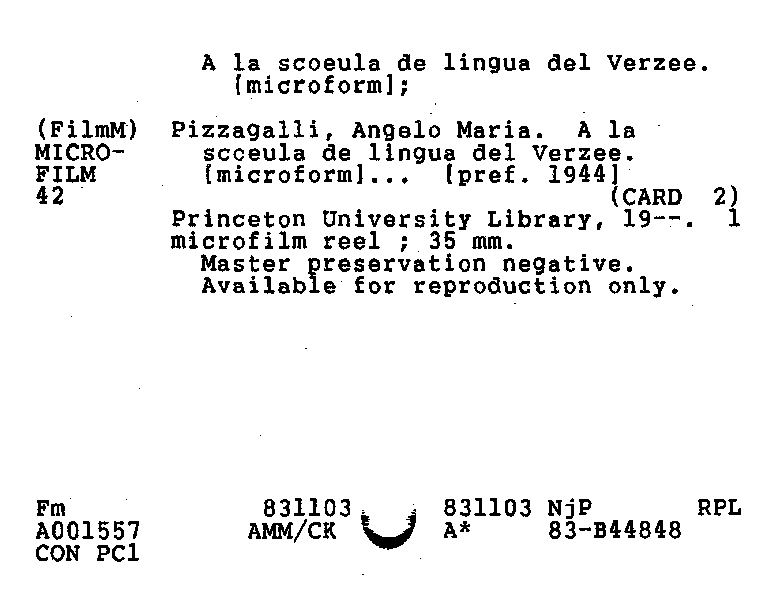 A la scoeula de lingua del Verzee.
[microform];
(FilmM) Pizzagalli, Angelo Maria. A la
MICRO- scoeula de lingua del Verzee.
FILM [microform]... [pref. 1944]
42 (CARD 2)
Princeton University Library, 19--. 1
microfilm reel ; 35 mm.
Master preservation negative.
Available for reproduction only.
Fm 831103 831103 NjP RPL
A001557 AMM/CK A* 83-B44848
CON PC1